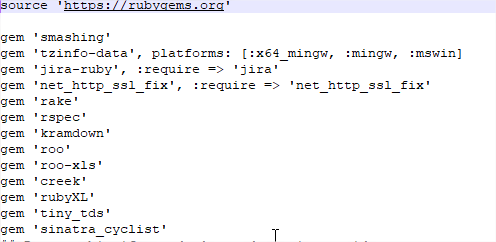 source 'https://rubygems.org'
gem 'smashing'
gem 'tzinfo-data', platforms: [:x64_mingw, :mingw, :mswin]
gem 'jira-ruby', :require => 'jira'
gem 'net_http_ssl_fix', :require => 'net_http_ssl_fix'
gem 'rake'
gem 'rspec'
gem 'kramdown'
gem 'roo'
gem 'roo-xls'
gem 'creek'
gem 'rubyXL'
gem 'tiny_tds'
gem 'sinatra_cyclist'